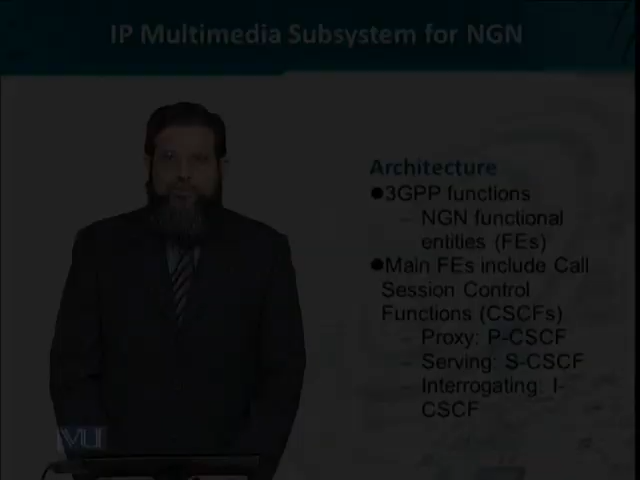 IP Multimedia Subsystem for NGN
Architecture
●3GPP functions
– NGN functional
entities (FEs)
●Main FEs include Call
Session Control
Functions (CSCFs)
– Proxy: P-CSCF
– Serving: S-CSCF
– Interrogating: I-
CSCF
VU